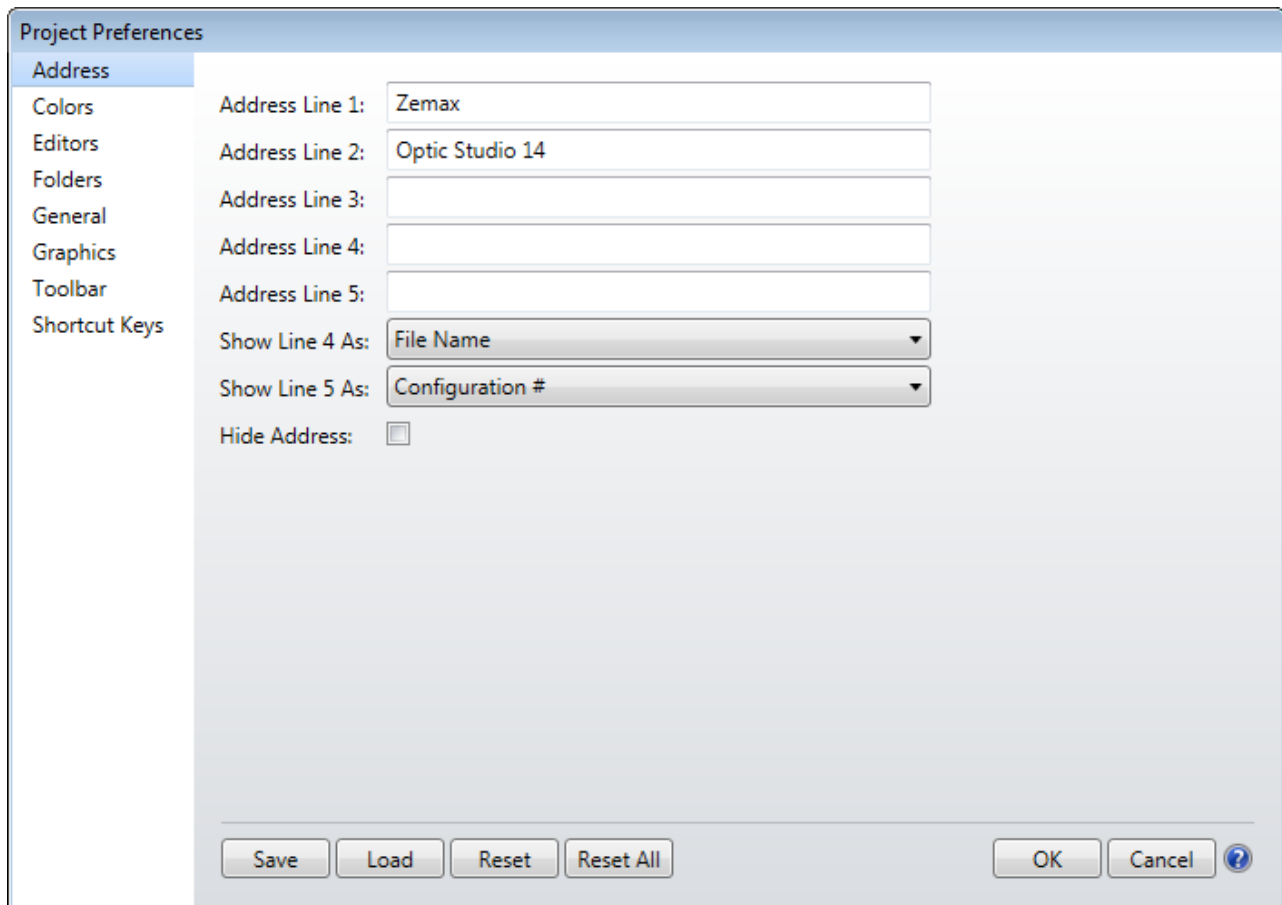 Project Preferences
Address
Colors
Editors
Folders
General
Graphics
Toolbar
Shortcut Keys
Address Line 1: Zemax
Address Line 2: Optic Studio 14
Address Line 3:
Address Line 4:
Address Line 5:
Show Line 4 As: File Name
Show Line 5 As: Configuration #
Hide Address:
Save Load Reset Reset All OK Cancel ?